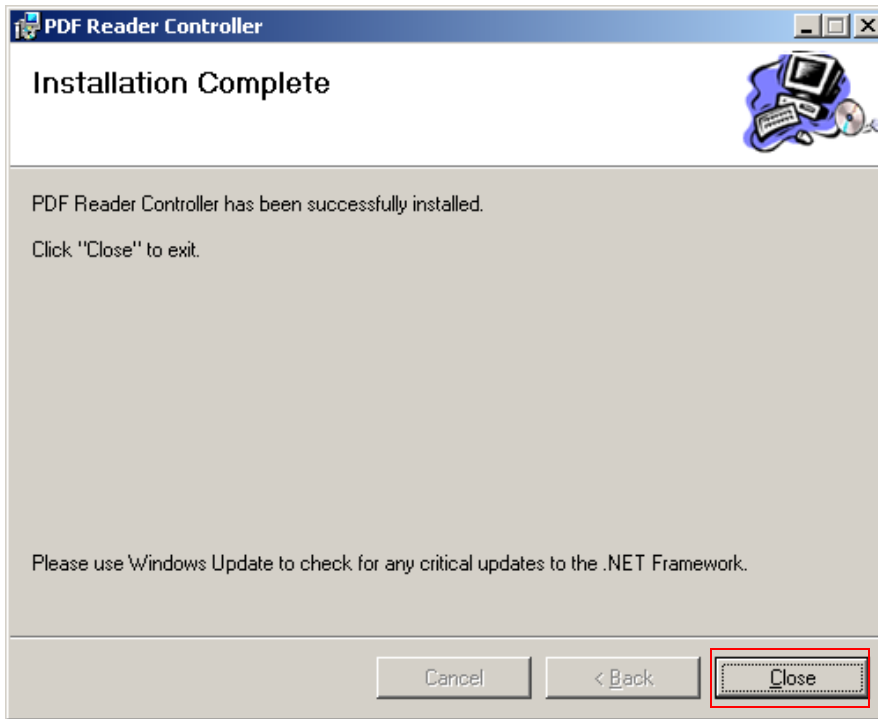 PDF Reader Controller
Installation Complete
PDF Reader Controller has been successfully installed.
Click "Close" to exit.
Please use Windows Update to check for any critical updates to the .NET Framework.
Cancel
< Back
Close